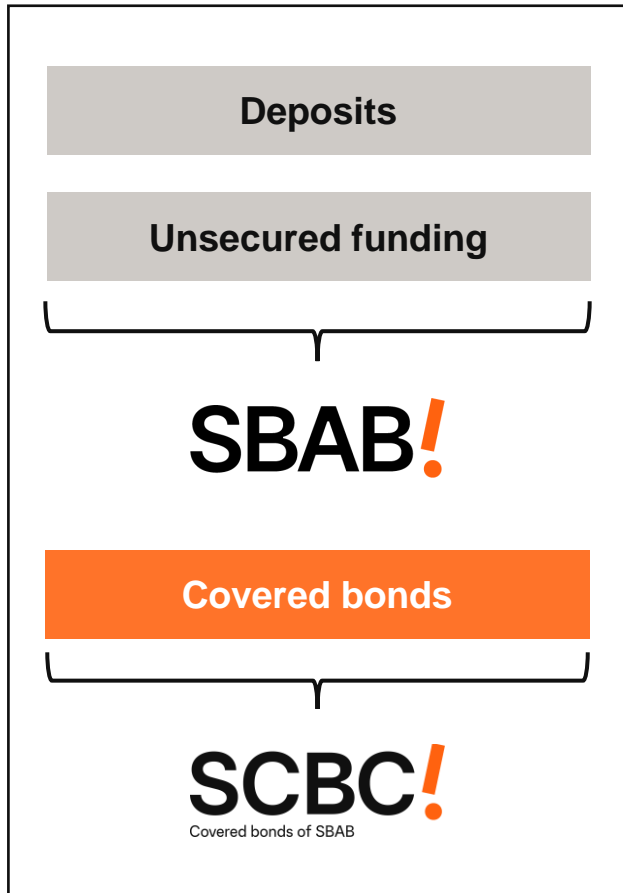 Deposits
Unsecured funding
SBAB!
Covered bonds
SCBC!
Covered bonds of SBAB